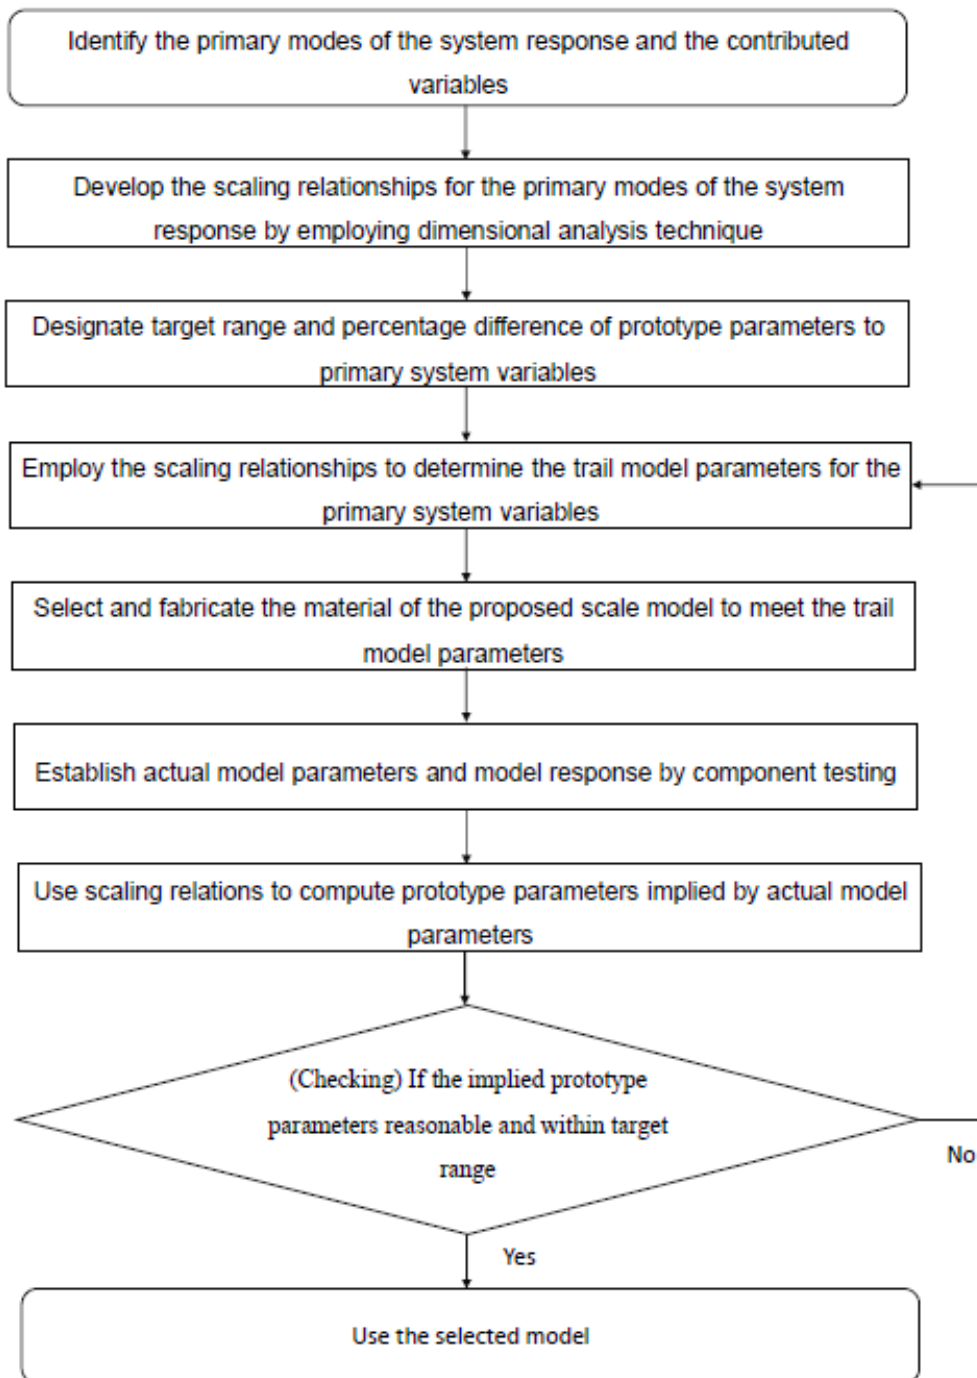 Identify the primary modes of the system response and the contributed
variables
Develop the scaling relationships for the primary modes of the system
response by employing dimensional analysis technique
Designate target range and percentage difference of prototype parameters to
primary system variables
Employ the scaling relationships to determine the trail model parameters for the
primary system variables
Select and fabricate the material of the proposed scale model to meet the trail
model parameters
Establish actual model parameters and model response by component testing
Use scaling relations to compute prototype parameters implied by actual model
parameters
(Checking) If the implied prototype
parameters reasonable and within target
range
No
Yes
Use the selected model